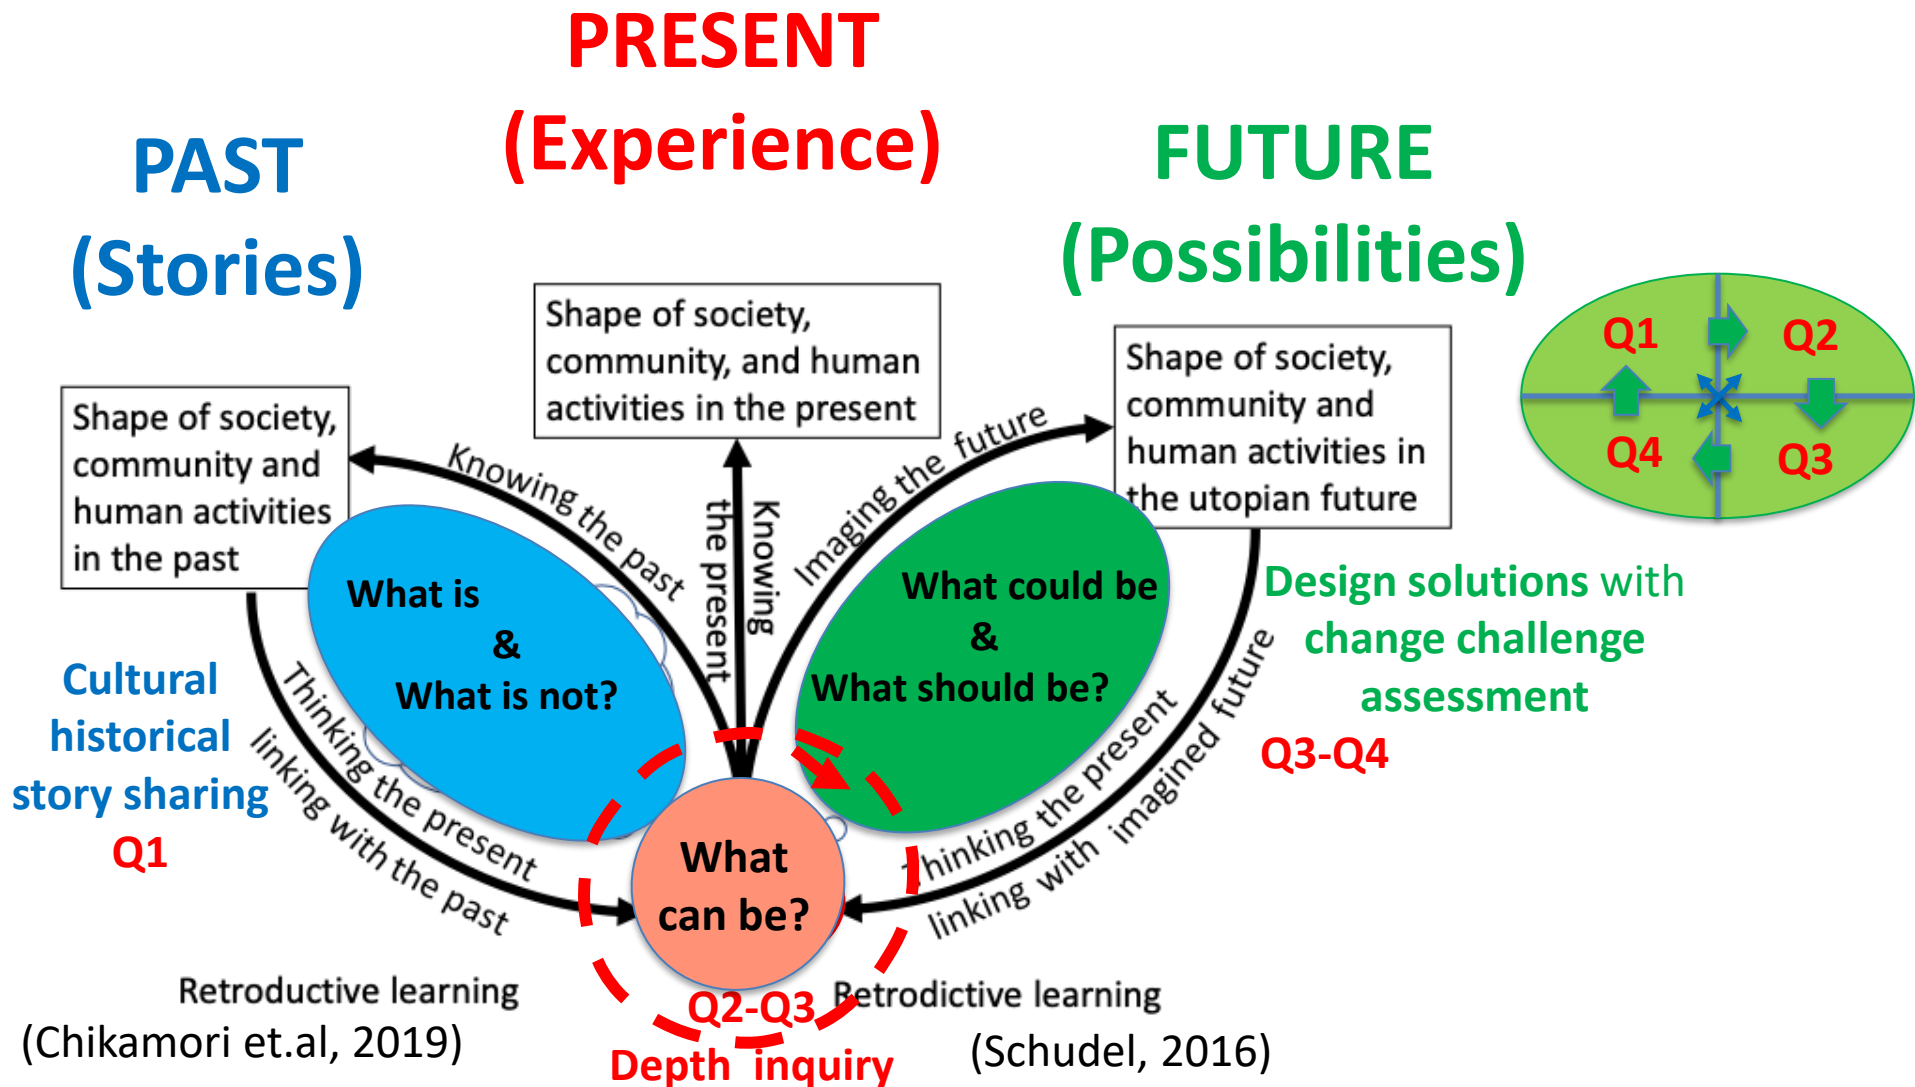 PAST
(Stories)
PRESENT
(Experience)
FUTURE
(Possibilities)
Shape of society,
community and
human activities
in the past
Shape of society,
community, and human
activities in the present
Shape of society,
community and
human activities in
the utopian future
Q1
Q2
Q4
Q3
Knowing the past
Knowing
the present
Imaging the future
What is
&
What is not?
What could be
&
What should be?
Thinking the present
linking with the past
Thinking the present
linking with imagined future
Cultural
historical
story sharing
Q1
Design solutions with
change challenge
assessment
Q3-Q4
What
can be?
Retroductive learning
(Chikamori et.al, 2019)
Q2-Q3
Depth inquiry
Retrodictive learning
(Schudel, 2016)